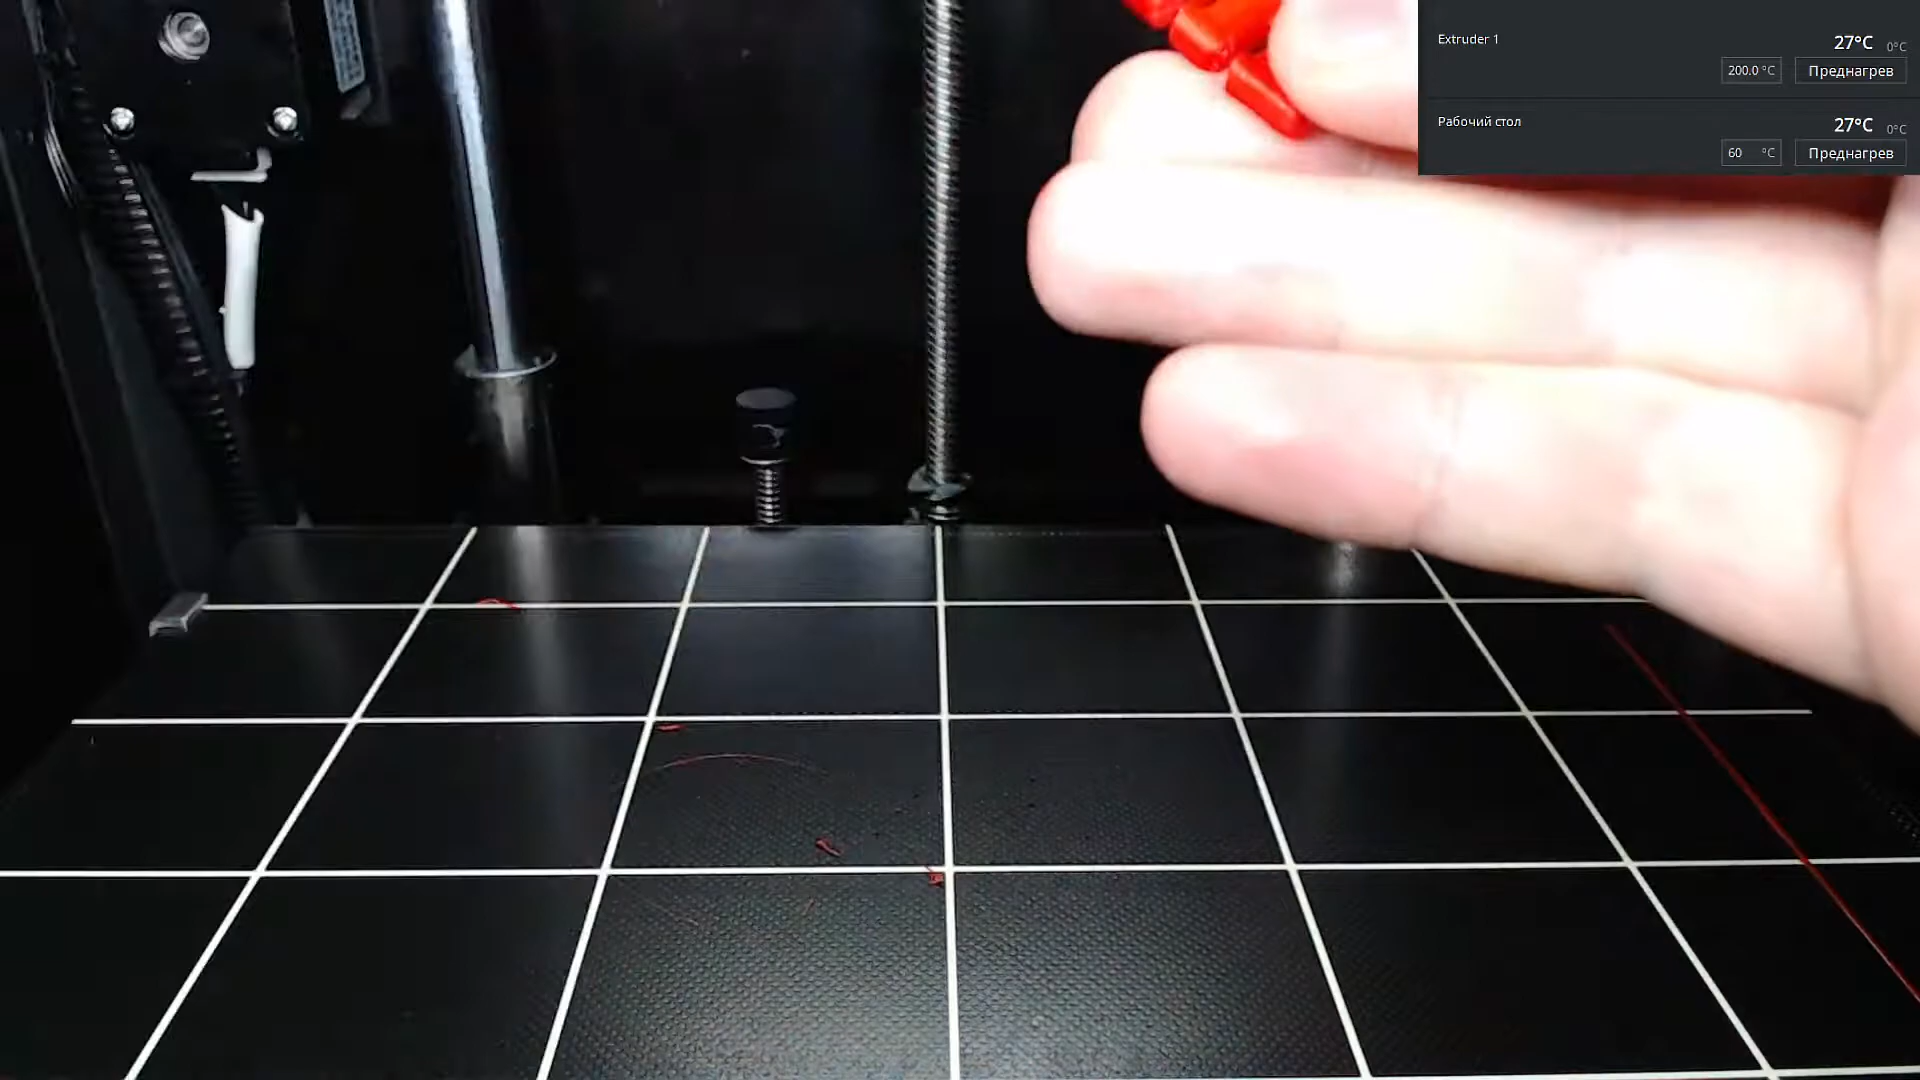 Extruder 1
27°C 0°C
200.0 °C Преднагрев
Рабочий стол
27°C 0°C
60 °C Преднагрев